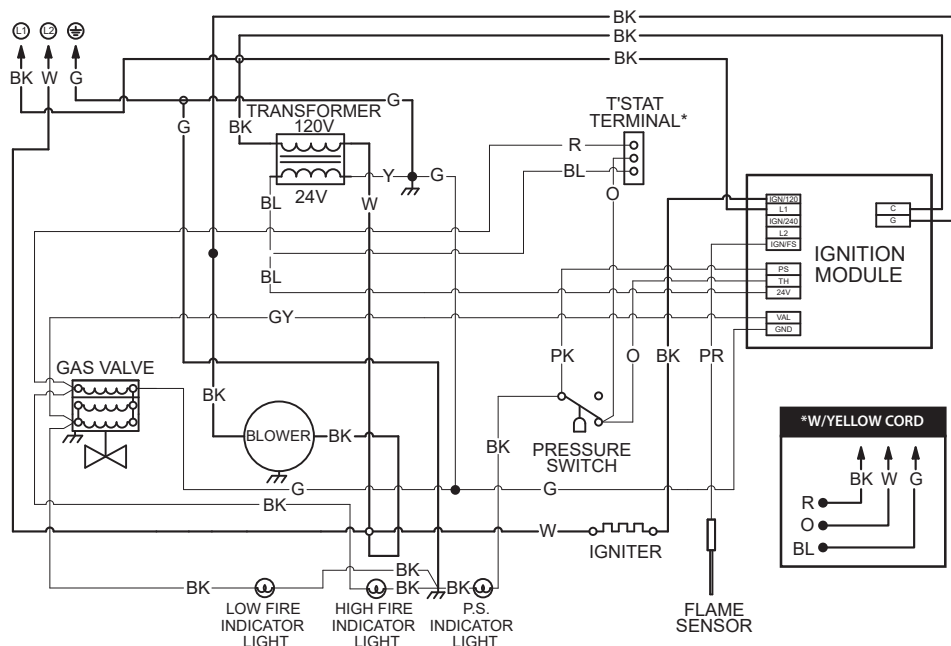 BK
L1 L2
BK
BK
BK W G
G
TRANSFORMER
120V
T'STAT
TERMINAL*
G
BK
R
Y G
BL
24V
BL
W
O
IGN/120
L1
C
IGN/240
G
L2
IGN/FS
IGNITION
MODULE
BL
PS
TH
24V
GY
VAL
GND
PK O BK PR
GAS VALVE
BK
*W/YELLOW CORD
BLOWER
BK
BK
PRESSURE
SWITCH
BK W G
G
G
BK
R
O
BL
W
IGNITER
BK
BK
BK
BK
LOW FIRE
INDICATOR
LIGHT
HIGH FIRE
INDICATOR
LIGHT
P.S.
INDICATOR
LIGHT
FLAME
SENSOR